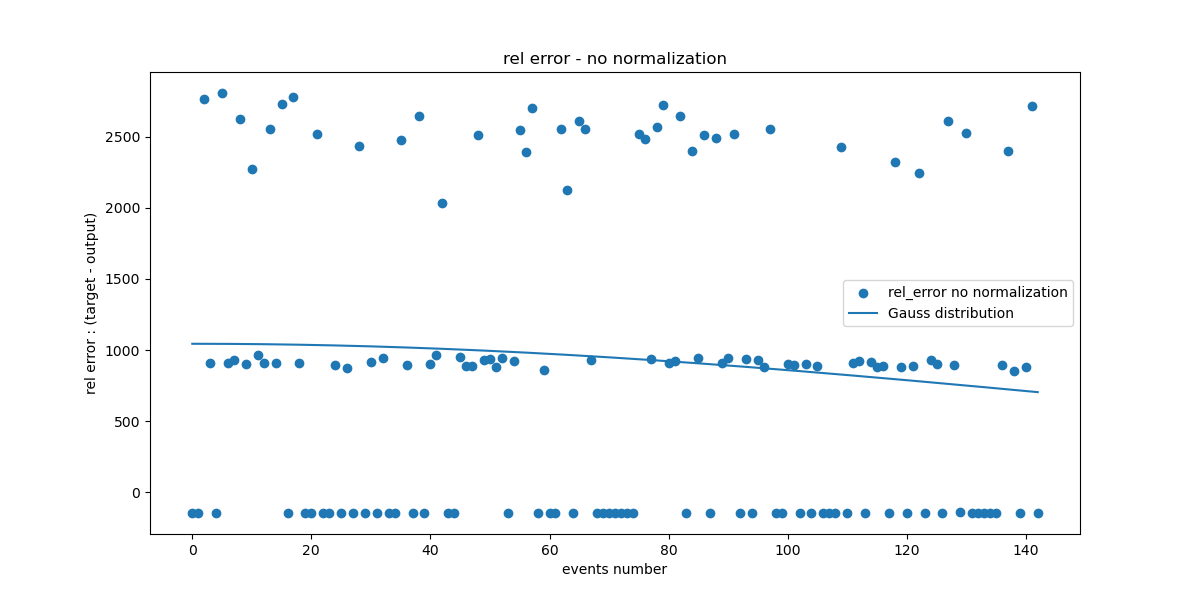 rel error - no normalization
rel error : (target - output)
2500
2000
1500
1000
500
0
rel_error no normalization
Gauss distribution
0 20 40 60 80 100 120 140
events number